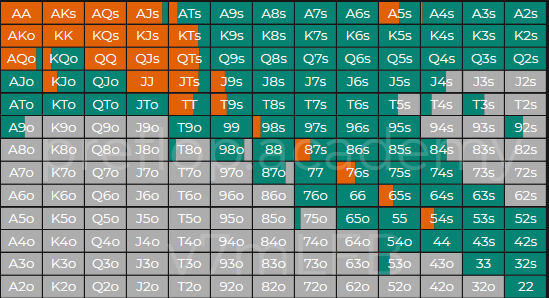 AA AKs AQs AJs ATs A9s A8s A7s A6s A5s A4s A3s A2s
AKo KK KQs KJs KTs K9s K8s K7s K6s K5s K4s K3s K2s
AQo KQo QQ QJs QTs Q9s Q8s Q7s Q6s Q5s Q4s Q3s Q2s
AJo KJo QJo JJ JTs J9s J8s J7s J6s J5s J4s J3s J2s
ATo KTo QTo JTo TT T9s T8s T7s T6s T5s T4s T3s T2s
A9o K9o Q9o J9o T9o 99 98s 97s 96s 95s 94s 93s 92s
A8o K8o Q8o J8o T8o 98o 88 87s 86s 85s 84s 83s 82s
preflop.academy
A7o K7o Q7o J7o T7o 97o 87o 77 76s 75s 74s 73s 72s
A6o K6o Q6o J6o T6o 96o 86o 76o 66 65s 64s 63s 62s
A5o K5o Q5o J5o T5o 95o 85o 75o 65o 55 54s 53s 52s
A4o K4o Q4o J4o T4o 94o 84o 74o 64o 54o 44 43s 42s
A3o K3o Q3o J3o T3o 93o 83o 73o 63o 53o 43o 33 32s
A2o K2o Q2o J2o T2o 92o 82o 72o 62o 52o 42o 32o 22